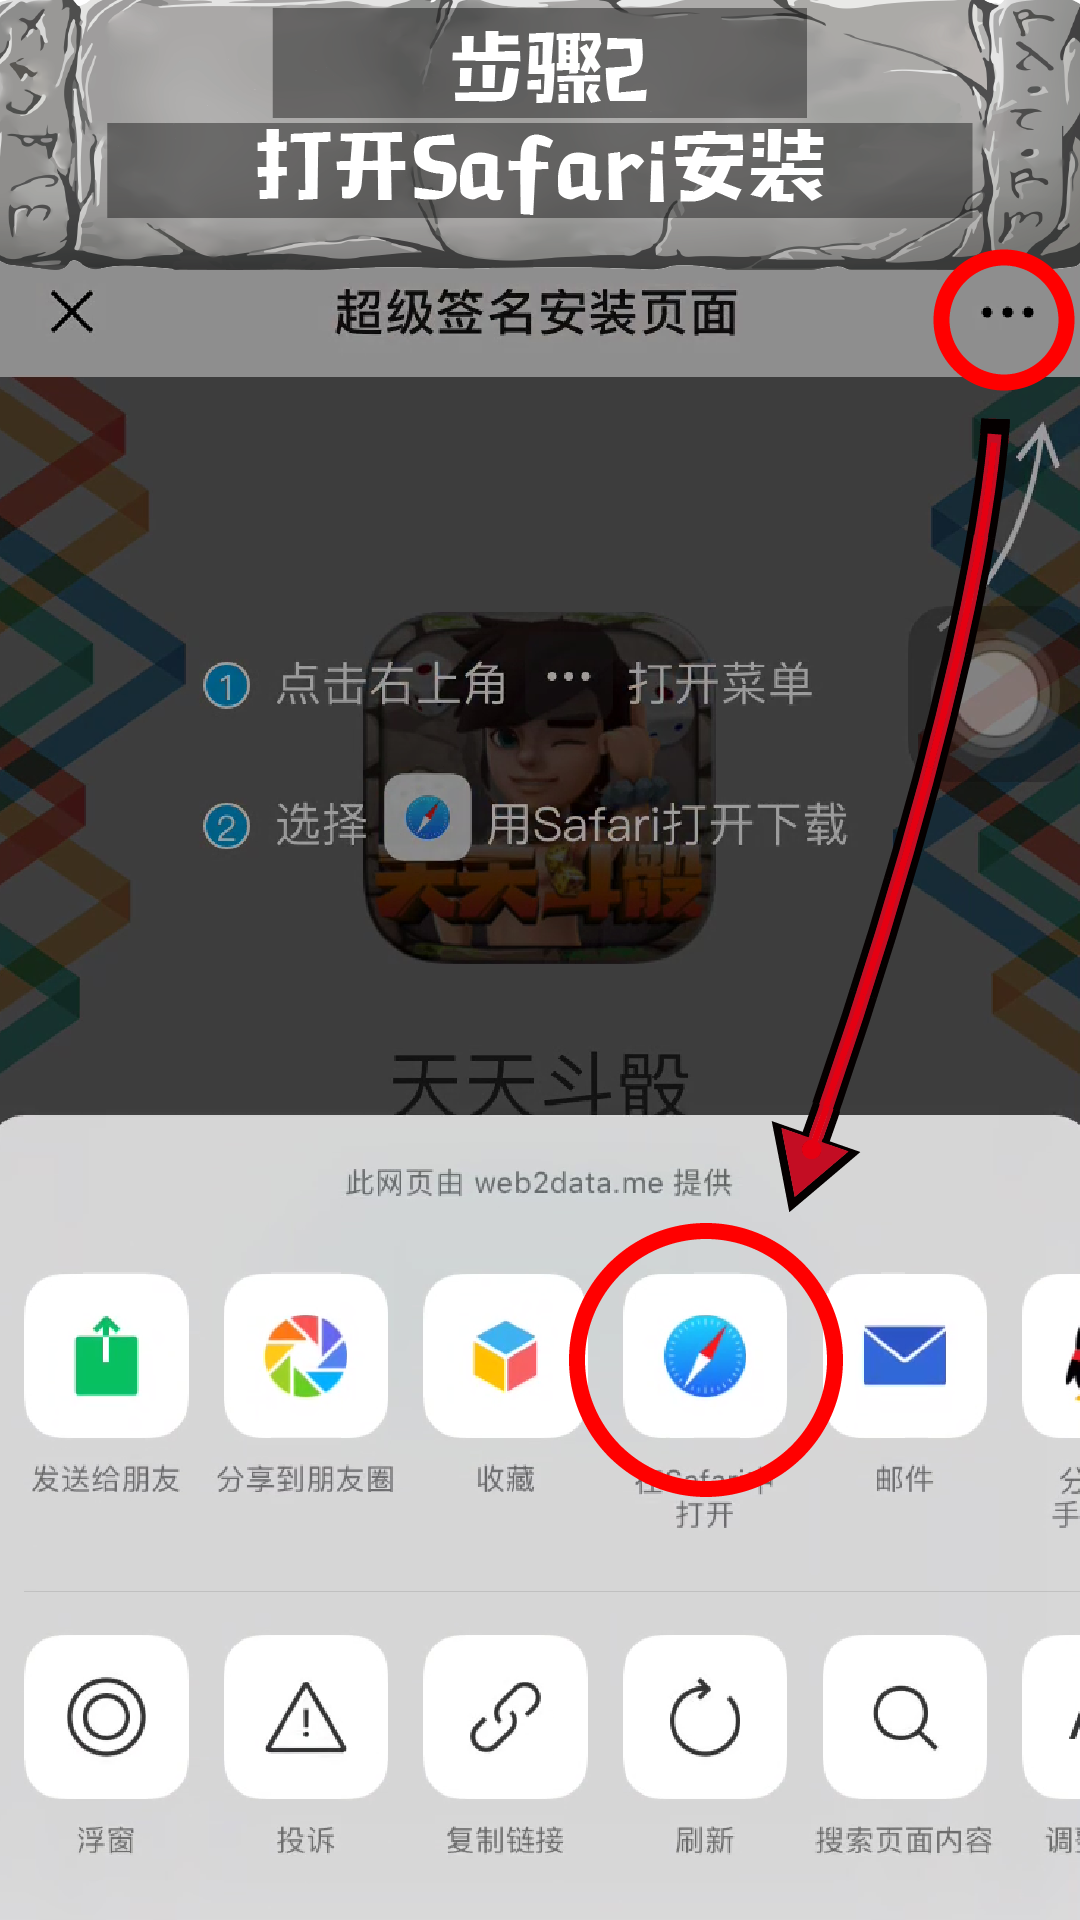 步骤2
打开Safari安装
超级签名安装页面
1 点击右上角 ··· 打开菜单
2 选择 用Safari打开下载
天天斗骰
天天斗骰
此网页由 web2data.me 提供
发送给朋友 分享到朋友圈 收藏 在Safari中打开 邮件
手
浮窗 投诉 复制链接 刷新 搜索页面内容 调整